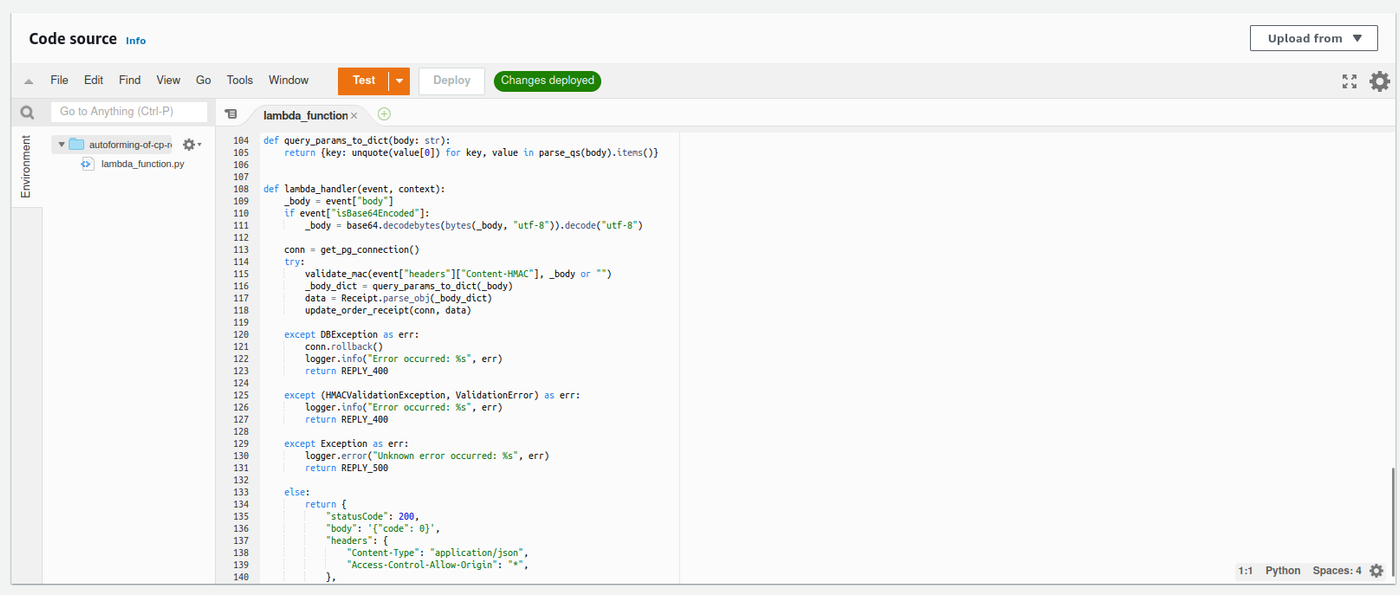 Code source Info
Upload from
File Edit Find View Go Tools Window Test Deploy Changes deployed
Go to Anything (Ctrl-P)
lambda_function
Environment
autoforming-of-cp-r
lambda_function.py
104 def query_params_to_dict(body: str):
105     return {key: unquote(value[0]) for key, value in parse_qs(body).items()}
106
107
108 def lambda_handler(event, context):
109     _body = event["body"]
110     if event["isBase64Encoded"]:
111         _body = base64.decodebytes(bytes(_body, "utf-8")).decode("utf-8")
112
113     conn = get_pg_connection()
114     try:
115         validate_mac(event["headers"]["Content-HMAC"], _body or "")
116         _body_dict = query_params_to_dict(_body)
117         data = Receipt.parse_obj(_body_dict)
118         update_order_receipt(conn, data)
119
120     except DBException as err:
121         conn.rollback()
122         logger.info("Error occurred: %s", err)
123         return REPLY_400
124
125     except (HMACValidationException, ValidationError) as err:
126         logger.info("Error occurred: %s", err)
127         return REPLY_400
128
129     except Exception as err:
130         logger.error("Unknown error occurred: %s", err)
131         return REPLY_500
132
133     else:
134         return {
135             "statusCode": 200,
136             "body": '{"code": 0}',
137             "headers": {
138                 "Content-Type": "application/json",
139                 "Access-Control-Allow-Origin": "*",
140             },
1:1 Python Spaces: 4